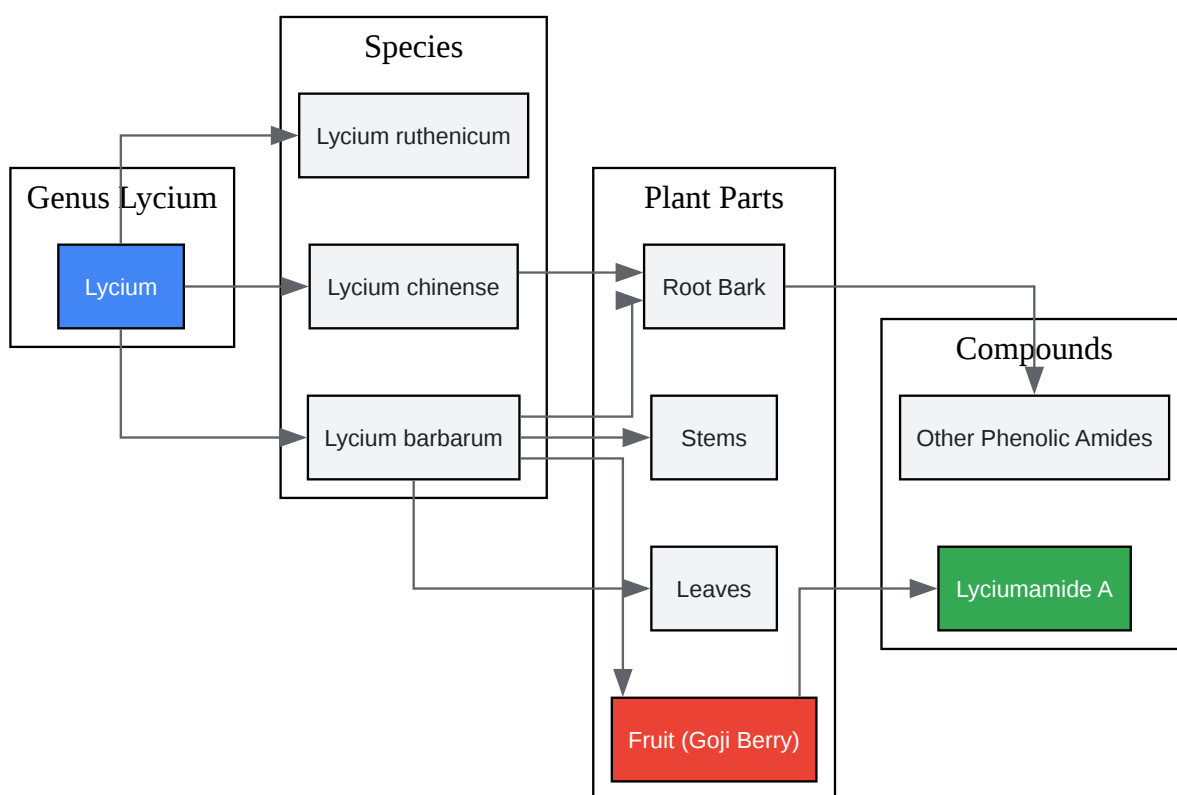 Species
Lycium ruthenicum
Genus Lycium
Plant Parts
Lycium
Lycium chinense
Root Bark
Compounds
Lycium barbarum
Stems
Other Phenolic Amides
Leaves
Lyciumamide A
Fruit (Goji Berry)